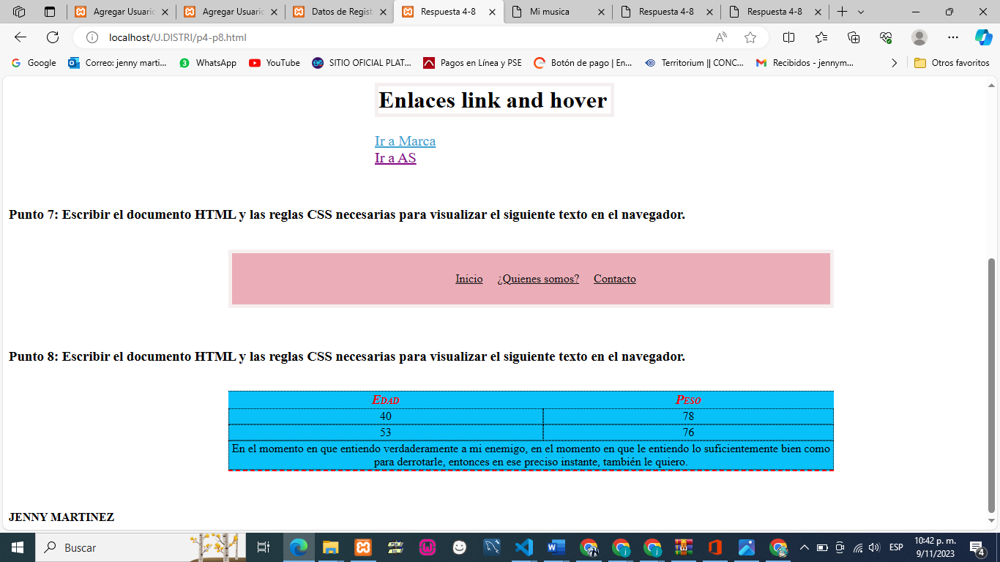 Agregar Usuaric
Agregar Usuaric
Datos de Regist
Respuesta 4-8
Mi musica
Respuesta 4-8
Respuesta 4-8
localhost/U.DISTRI/p4-p8.html
Google
Correo: jenny marti...
WhatsApp
YouTube
SITIO OFICIAL PLAT...
Pagos en Línea y PSE
Botón de pago | En...
Territorium || CONC...
Recibidos - jennym...
Otros favoritos
Enlaces link and hover
Ir a Marca
Ir a AS
Punto 7: Escribir el documento HTML y las reglas CSS necesarias para visualizar el siguiente texto en el navegador.
Inicio ¿Quienes somos? Contacto
Punto 8: Escribir el documento HTML y las reglas CSS necesarias para visualizar el siguiente texto en el navegador.
Edad Peso
40 78
53 76
En el momento en que entiendo verdaderamente a mi enemigo, en el momento en que le entiendo lo suficientemente bien como
para derrotarle, entonces en ese preciso instante, también le quiero.
JENNY MARTINEZ
Buscar
ESP
10:42 p. m.
9/11/2023
4